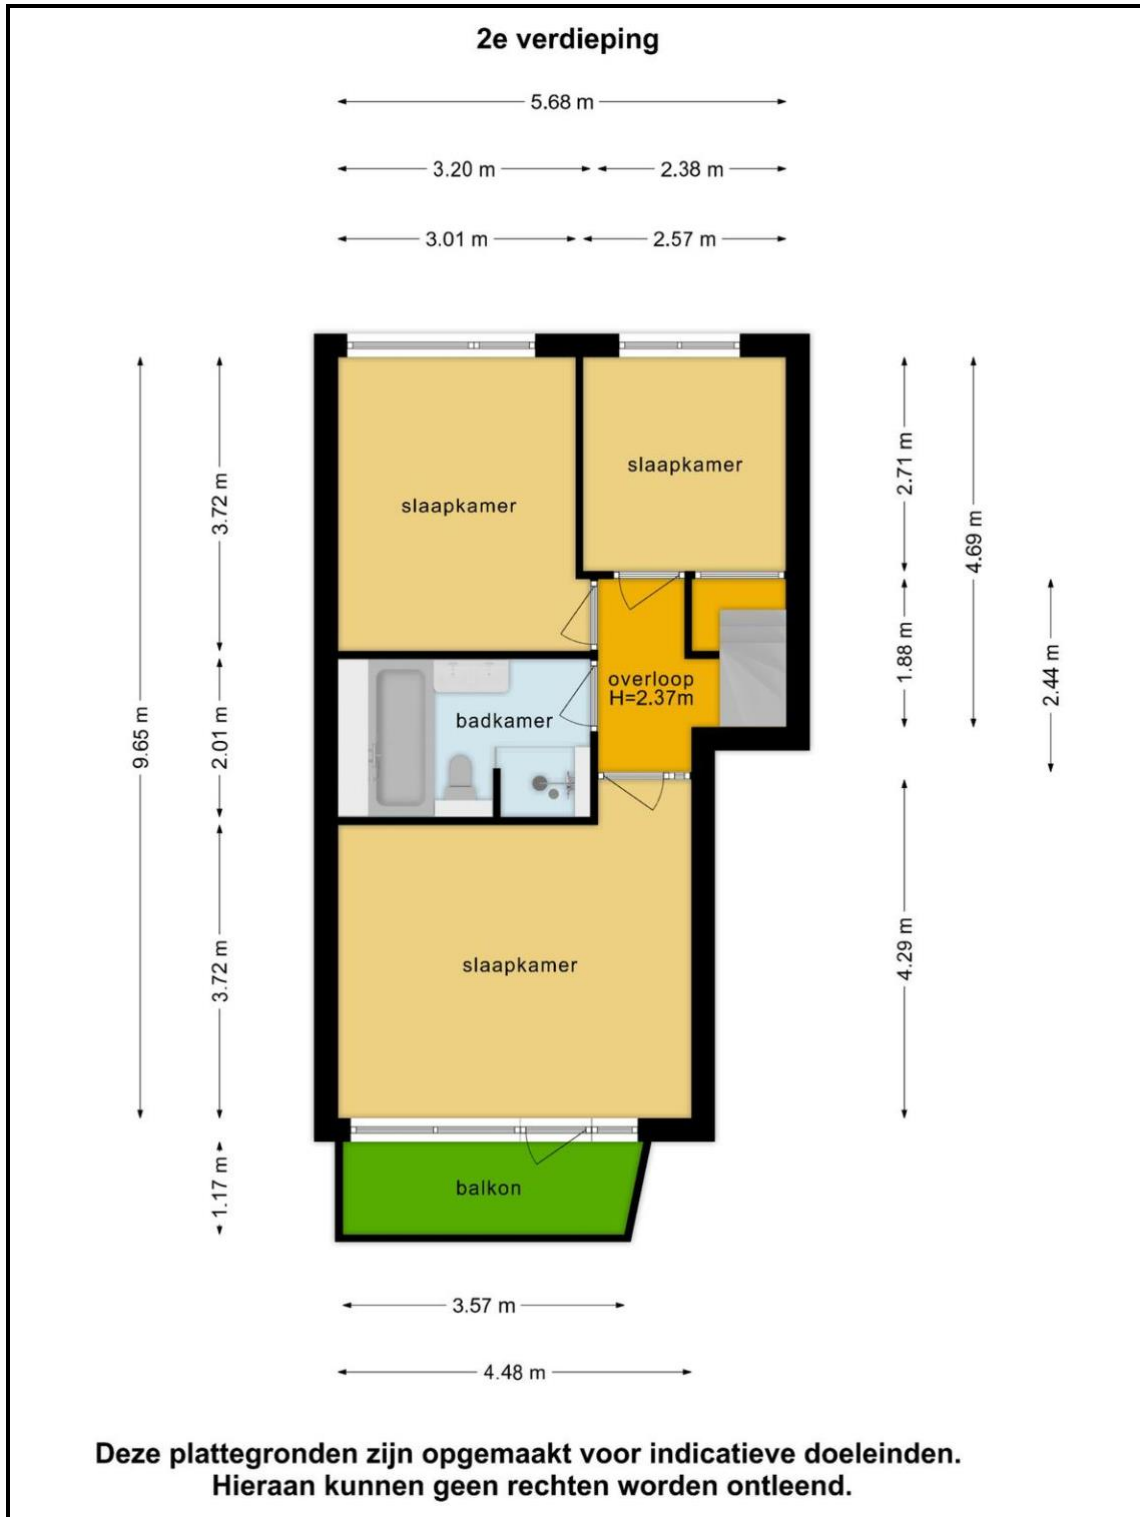 2e verdieping
5.68 m
3.20 m
2.38 m
3.01 m
2.57 m
slaapkamer
slaapkamer
2.71 m
3.72 m
4.69 m
1.88 m
2.44 m
overloop
H=2.37m
badkamer
9.65 m
2.01 m
slaapkamer
3.72 m
4.29 m
balkon
1.17 m
3.57 m
4.48 m
Deze plattegronden zijn opgemaakt voor indicatieve doeleinden.
Hieraan kunnen geen rechten worden ontleend.